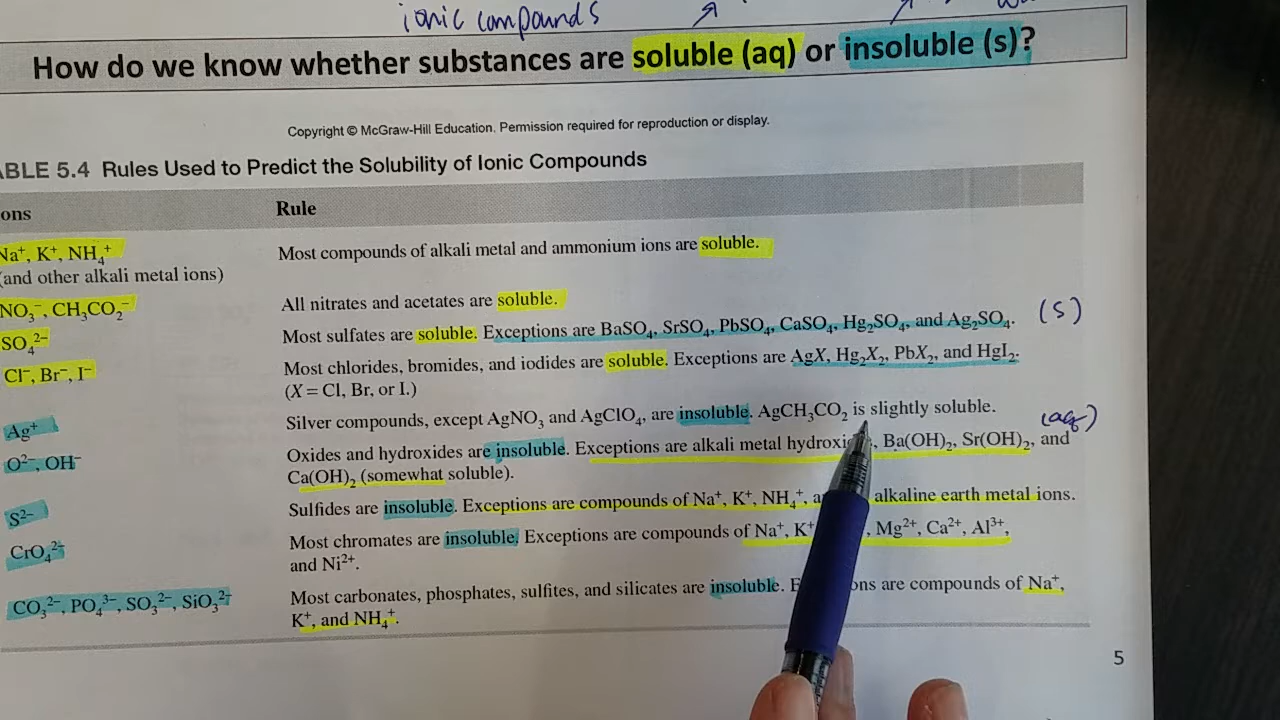 ionic compounds
How do we know whether substances are soluble (aq) or insoluble (s)?
Copyright © McGraw-Hill Education. Permission required for reproduction or display.
ABLE 5.4 Rules Used to Predict the Solubility of Ionic Compounds
ons Rule
Na⁺, K⁺, NH₄⁺ Most compounds of alkali metal and ammonium ions are soluble.
(and other alkali metal ions)
NO₃⁻, CH₃CO₂⁻ All nitrates and acetates are soluble.
SO₄²⁻ Most sulfates are soluble. Exceptions are BaSO₄, SrSO₄, PbSO₄, CaSO₄, Hg₂SO₄, and Ag₂SO₄. (s)
Cl⁻, Br⁻, I⁻ Most chlorides, bromides, and iodides are soluble. Exceptions are AgX, Hg₂X₂, PbX₂, and HgI₂.
(X = Cl, Br, or I.)
Ag⁺ Silver compounds, except AgNO₃ and AgClO₄, are insoluble. AgCH₃CO₂ is slightly soluble.
(aq)
O²⁻, OH⁻ Oxides and hydroxides are insoluble. Exceptions are alkali metal hydroxi , Ba(OH)₂, Sr(OH)₂, and
Ca(OH)₂ (somewhat soluble).
S²⁻ Sulfides are insoluble. Exceptions are compounds of Na⁺, K⁺, NH₄⁺, a alkaline earth metal ions.
CrO₄²⁻ Most chromates are insoluble. Exceptions are compounds of Na⁺, K⁺ , Mg²⁺, Ca²⁺, Al³⁺,
and Ni²⁺.
CO₃²⁻, PO₄³⁻, SO₃²⁻, SiO₃²⁻ Most carbonates, phosphates, sulfites, and silicates are insoluble. E ons are compounds of Na⁺,
K⁺, and NH₄⁺.
5